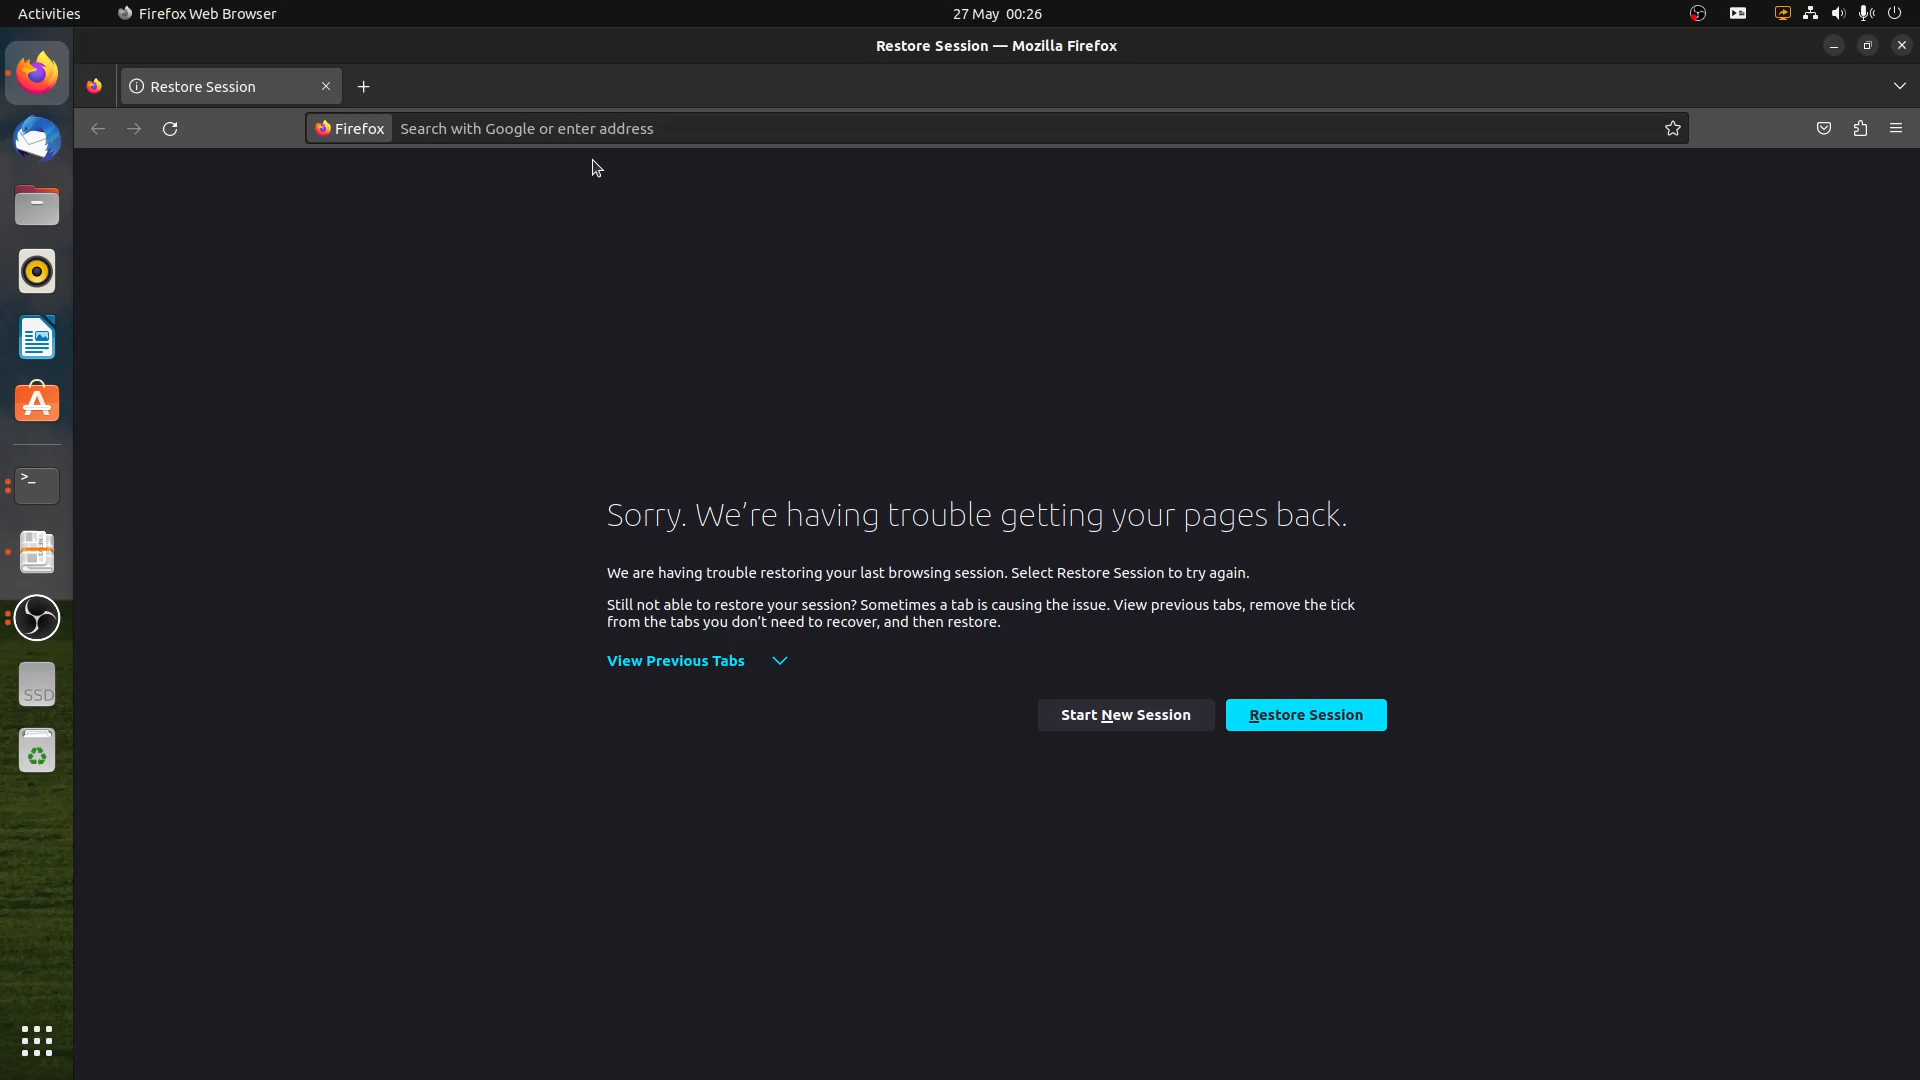 Activities
Firefox Web Browser
27 May 00:26
Restore Session — Mozilla Firefox
Restore Session
Firefox
Search with Google or enter address
Sorry. We’re having trouble getting your pages back.
We are having trouble restoring your last browsing session. Select Restore Session to try again.
Still not able to restore your session? Sometimes a tab is causing the issue. View previous tabs, remove the tick
from the tabs you don’t need to recover, and then restore.
View Previous Tabs
Start New Session
Restore Session
>_
SSD